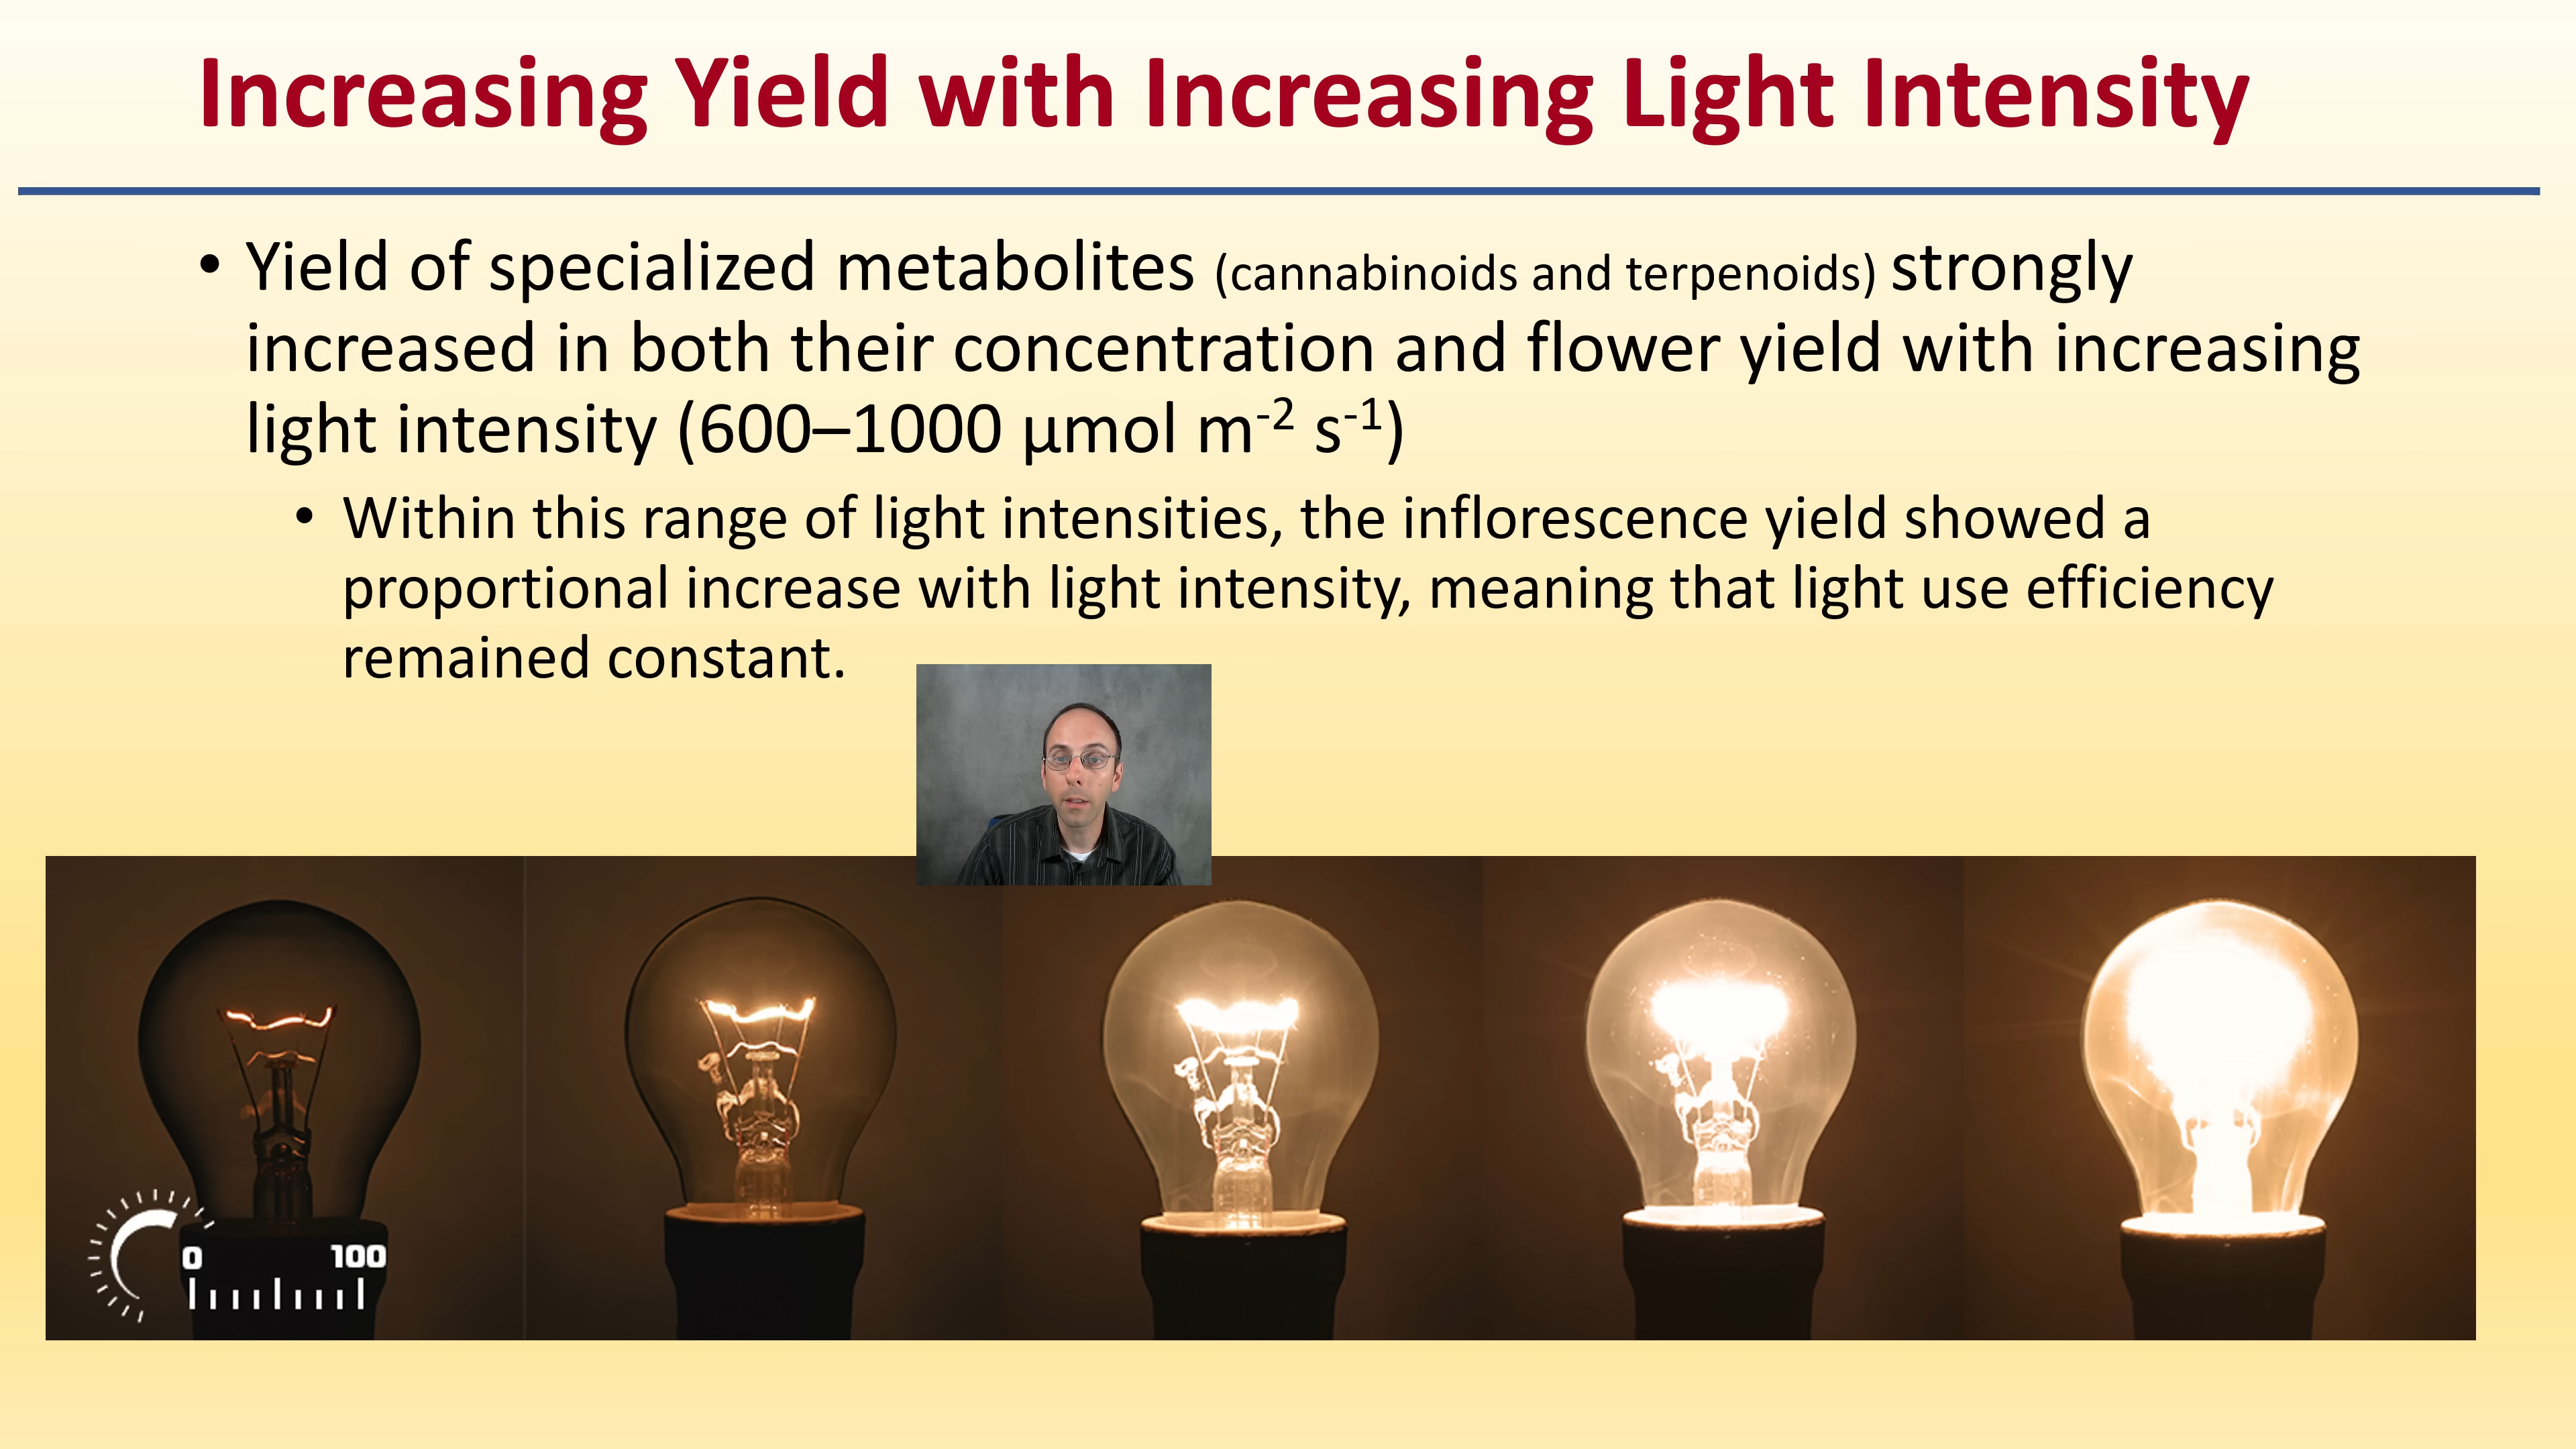 Increasing Yield with Increasing Light Intensity
• Yield of specialized metabolites (cannabinoids and terpenoids) strongly
increased in both their concentration and flower yield with increasing
light intensity (600–1000 µmol m⁻² s⁻¹)
• Within this range of light intensities, the inflorescence yield showed a
proportional increase with light intensity, meaning that light use efficiency
remained constant.
0 100